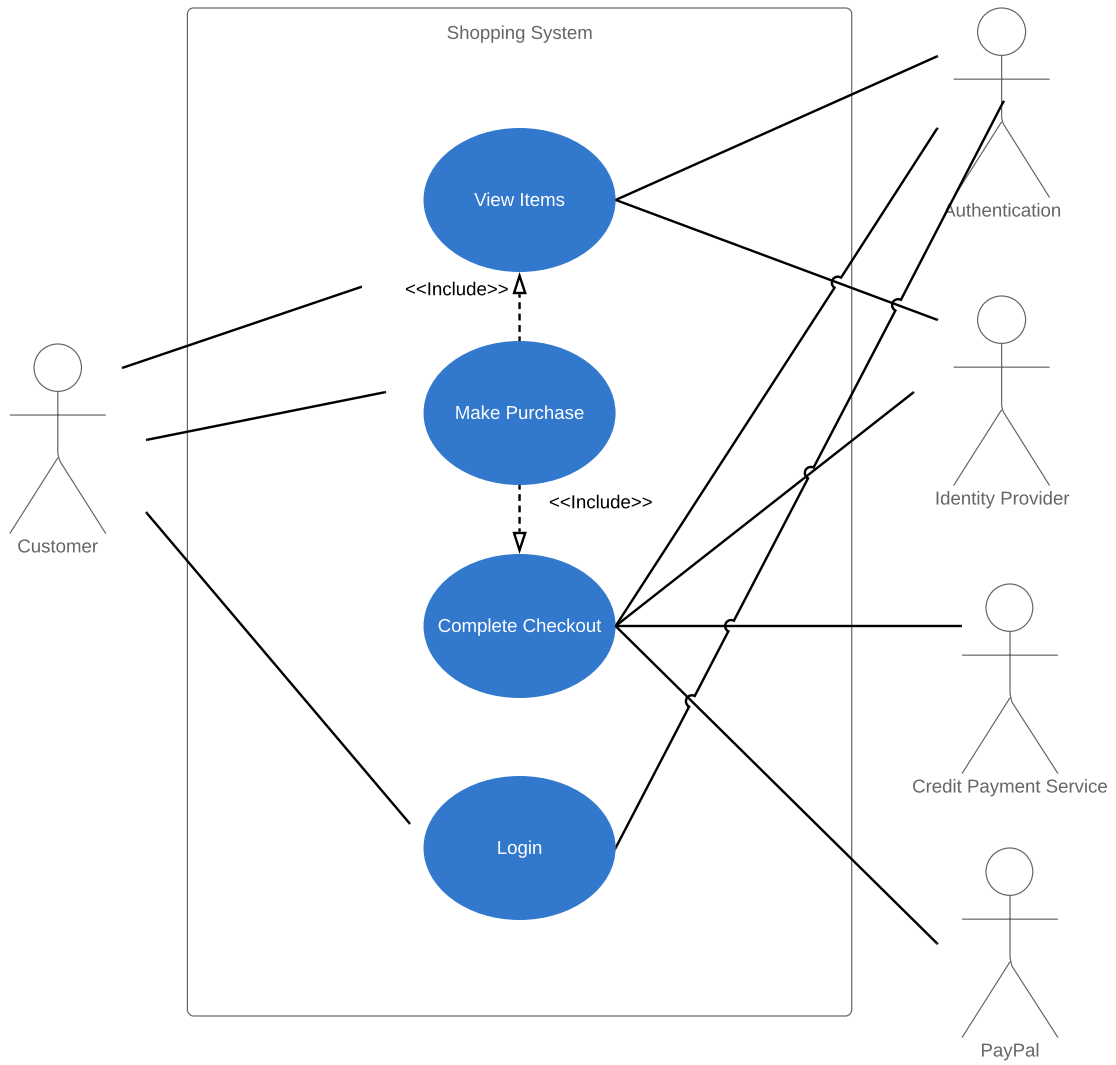 Shopping System
View Items
<<Include>>
Make Purchase
<<Include>>
Complete Checkout
Login
Customer
Authentication
Identity Provider
Credit Payment Service
PayPal